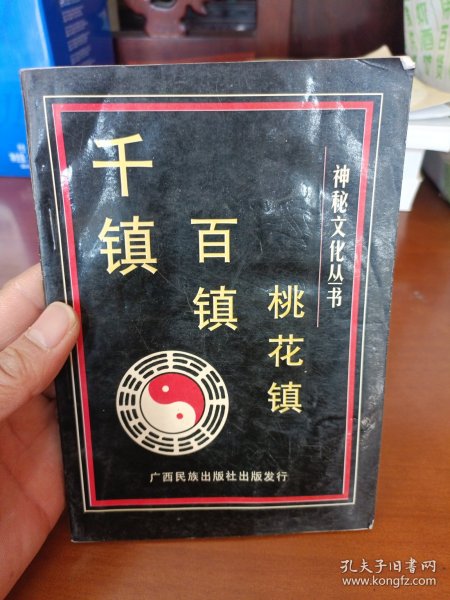 神秘文化丛书
千镇
百镇
桃花镇
广西民族出版社出版发行
孔夫子旧书网
www.kongfz.com